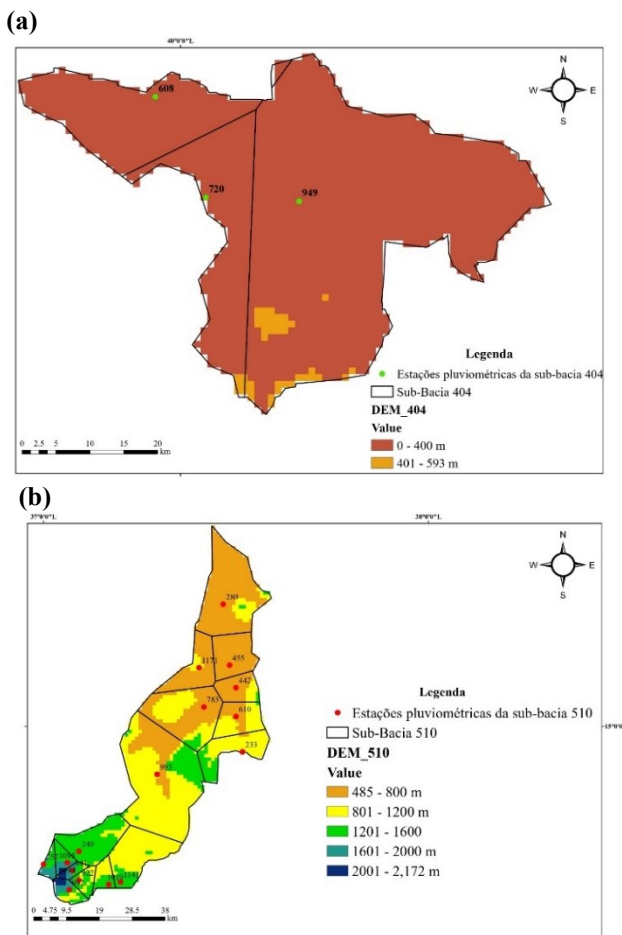 (a)
40°0'0"L
608
N
W E
S
720
949
Legenda
Estações pluviométricas da sub-bacia 404
Sub-Bacia 404
DEM_404
Value
0 - 400 m
401 - 593 m
0 2.5 5 10 15 20
km
(b)
37°0'0"L 38°0'0"L
N
W E
S
280
1171 455
442
783
610
Legenda
Estações pluviométricas da sub-bacia 510
Sub-Bacia 510
15°0'0"
233
DEM_510
993
Value
485 - 800 m
801 - 1200 m
1201 - 1600
249
1601 - 2000 m
2001 - 2,172 m
0 4.75 9.5 19 28.5 38
km